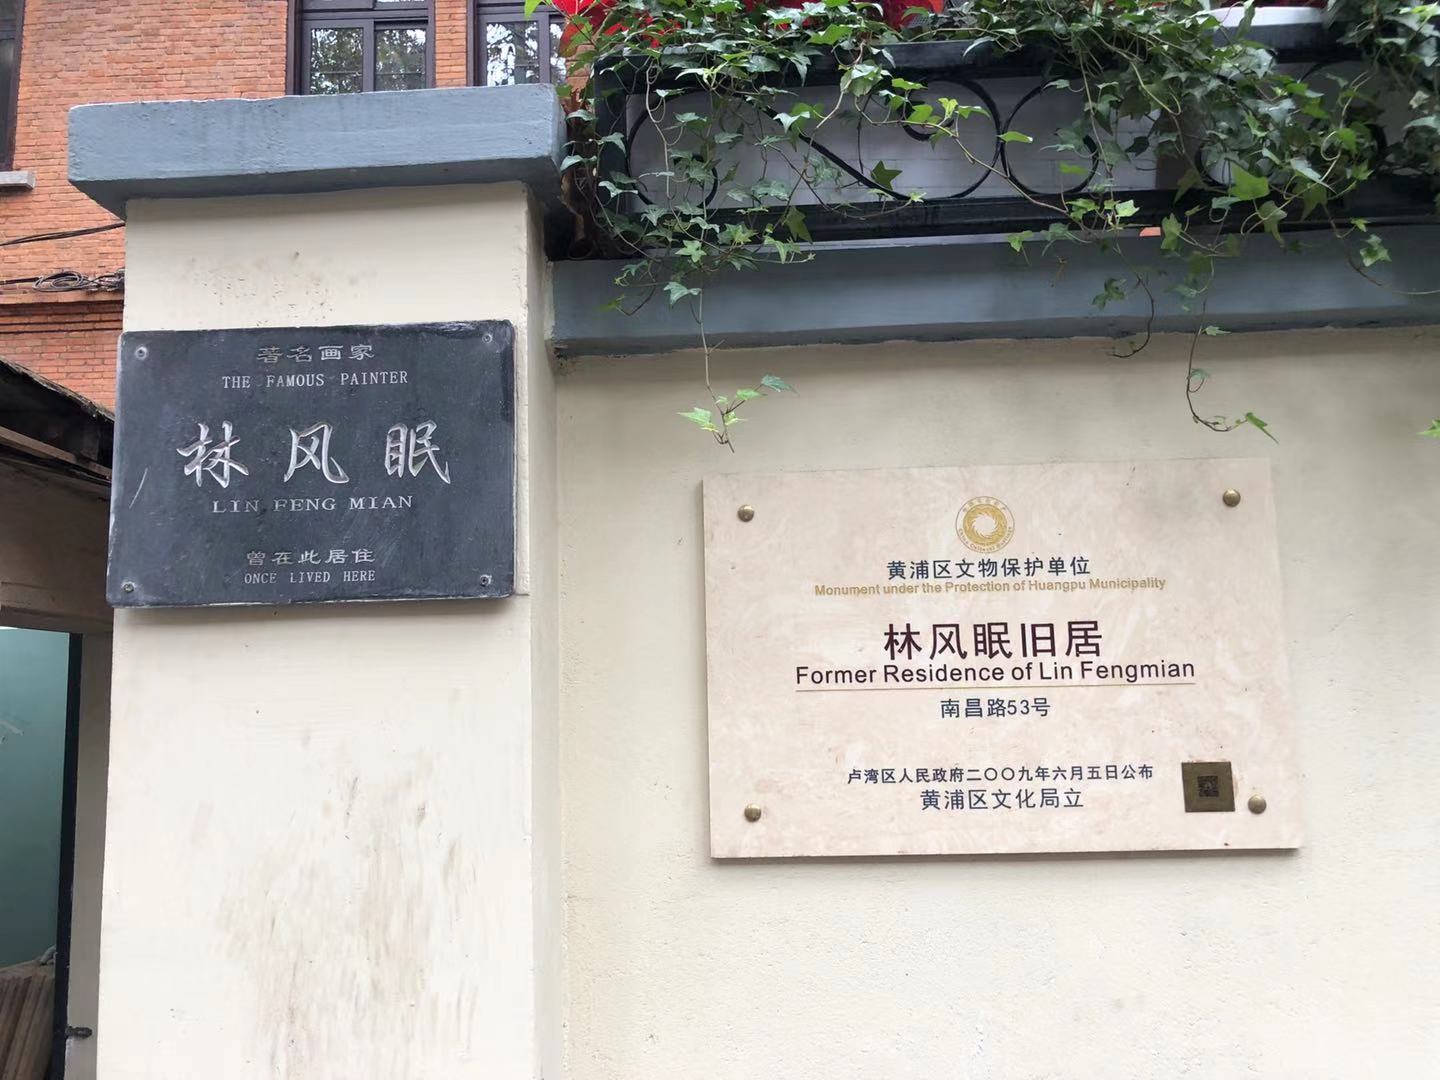 著名画家
THE FAMOUS PAINTER
林风眠
LIN FENG MIAN
曾在此居住
ONCE LIVED HERE
黄浦区文物保护单位
Monument under the Protection of Huangpu Municipality
林风眠旧居
Former Residence of Lin Fengmian
南昌路53号
卢湾区人民政府二〇〇九年六月五日公布
黄浦区文化局立